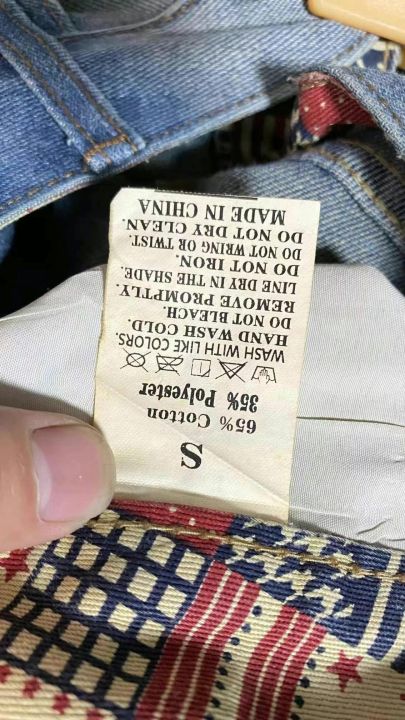 S
65% Cotton
35% Polyester
WASH WITH LIKE COLORS.
HAND WASH COLD.
DO NOT BLEACH.
REMOVE PROMPTLY.
LINE DRY IN THE SHADE.
DO NOT IRON.
DO NOT WRING OR TWIST.
DO NOT DRY CLEAN.
MADE IN CHINA